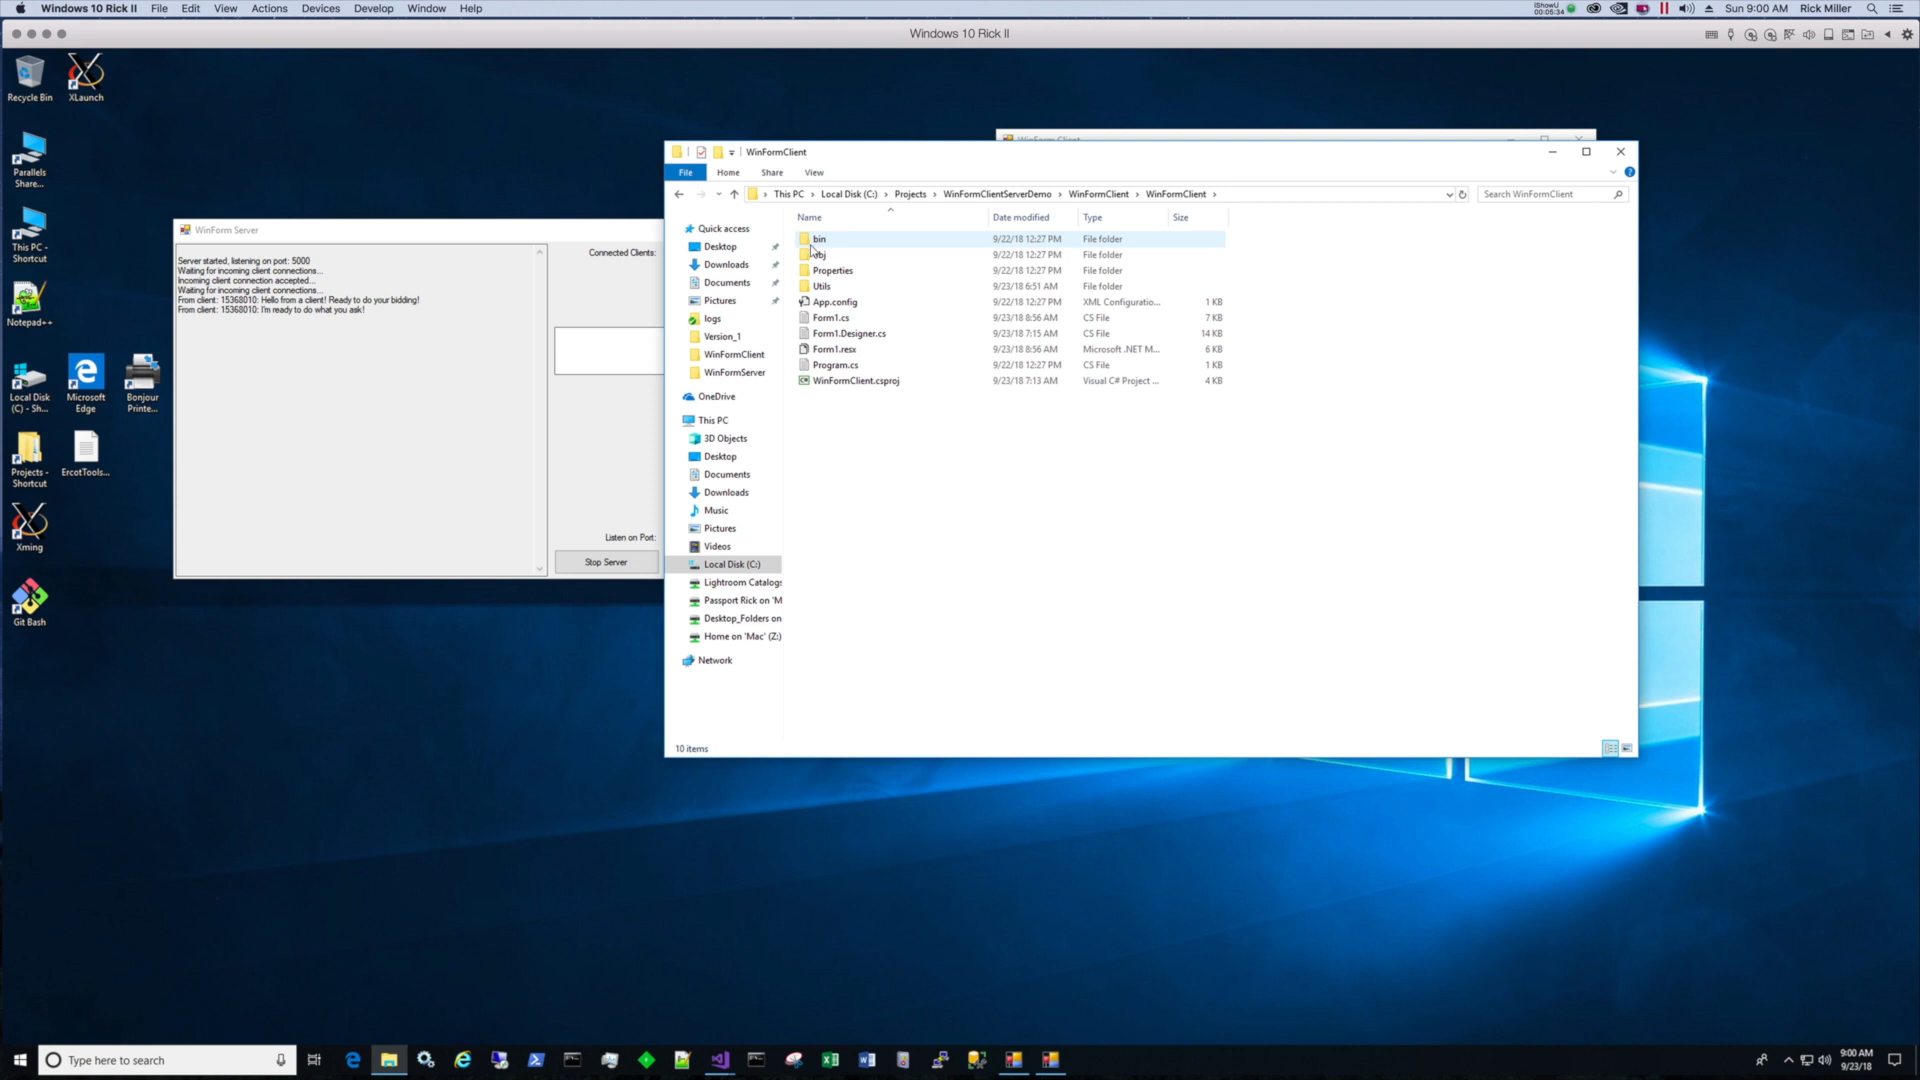 Windows 10 Rick II File Edit View Actions Devices Develop Window Help
iShowU
00:05:34
Sun 9:00 AM Rick Miller
Windows 10 Rick II
Recycle Bin
XLaunch
Parallels
Share...
This PC -
Shortcut
Notepad++
Local Disk
(C) - Sh...
Microsoft
Edge
Bonjour
Printe...
Projects -
Shortcut
ErcotTools...
Xming
Git Bash
WinForm Server
Server started, listening on port: 5000
Waiting for incoming client connections...
Incoming client connection accepted...
Waiting for incoming client connections...
From client: 15368010: Hello from a client! Ready to do your bidding!
From client: 15368010: I'm ready to do what you ask!
Connected Clients:
Listen on Port:
Stop Server
WinForm Client
WinFormClient
File Home Share View
This PC > Local Disk (C:) > Projects > WinFormClientServerDemo > WinFormClient > WinFormClient >
Search WinFormClient
Quick access
Desktop
Downloads
Documents
Pictures
logs
Version_1
WinFormClient
WinFormServer
OneDrive
This PC
3D Objects
Desktop
Documents
Downloads
Music
Pictures
Videos
Local Disk (C:)
Lightroom Catalogs
Passport Rick on 'M
Desktop_Folders on
Home on 'Mac' (Z:)
Network
Name Date modified Type Size
bin 9/22/18 12:27 PM File folder
obj 9/22/18 12:27 PM File folder
Properties 9/22/18 12:27 PM File folder
Utils 9/23/18 6:51 AM File folder
App.config 9/22/18 12:27 PM XML Configuratio... 1 KB
Form1.cs 9/23/18 8:56 AM CS File 7 KB
Form1.Designer.cs 9/23/18 7:15 AM CS File 14 KB
Form1.resx 9/23/18 8:56 AM Microsoft .NET M... 6 KB
Program.cs 9/22/18 12:27 PM CS File 1 KB
WinFormClient.csproj 9/23/18 7:13 AM Visual C# Project ... 4 KB
10 items
Type here to search
9:00 AM
9/23/18